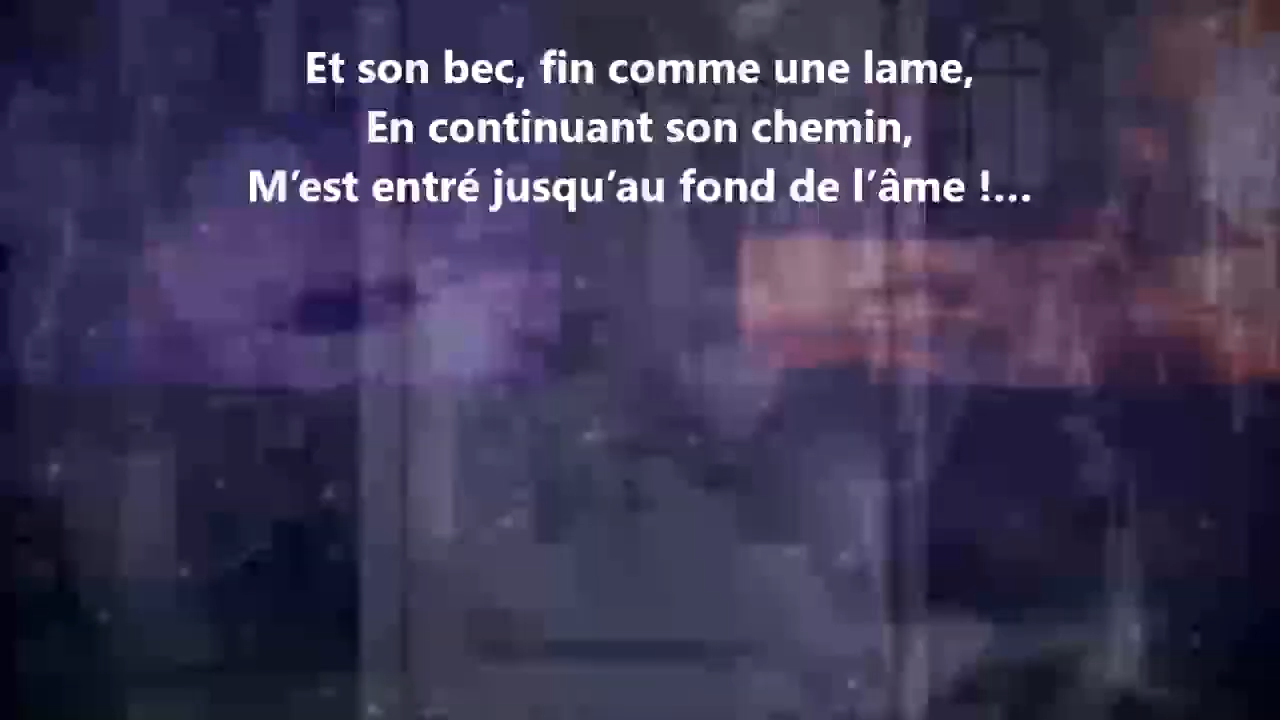 Et son bec, fin comme une lame,
En continuant son chemin,
M’est entré jusqu’au fond de l’âme !...